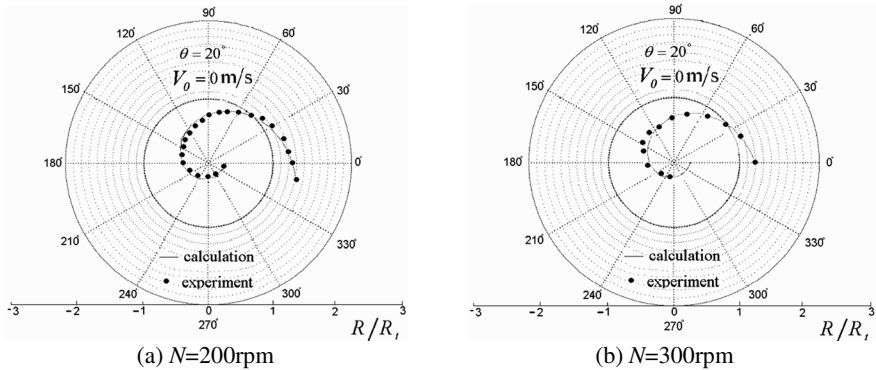 90°
120°
60°
θ = 20°
V₀ = 0 m/s
150°
30°
180°
0°
210°
330°
calculation
experiment
240
300°
-3 -2 -1 0 1 2 3
270°
R/Rₜ
(a) N=200rpm
90°
120°
60°
θ = 20°
V₀ = 0 m/s
150°
30°
180°
0°
210°
330°
calculation
experiment
240
300°
-3 -2 -1 0 1 2 3
270°
R/Rₜ
(b) N=300rpm